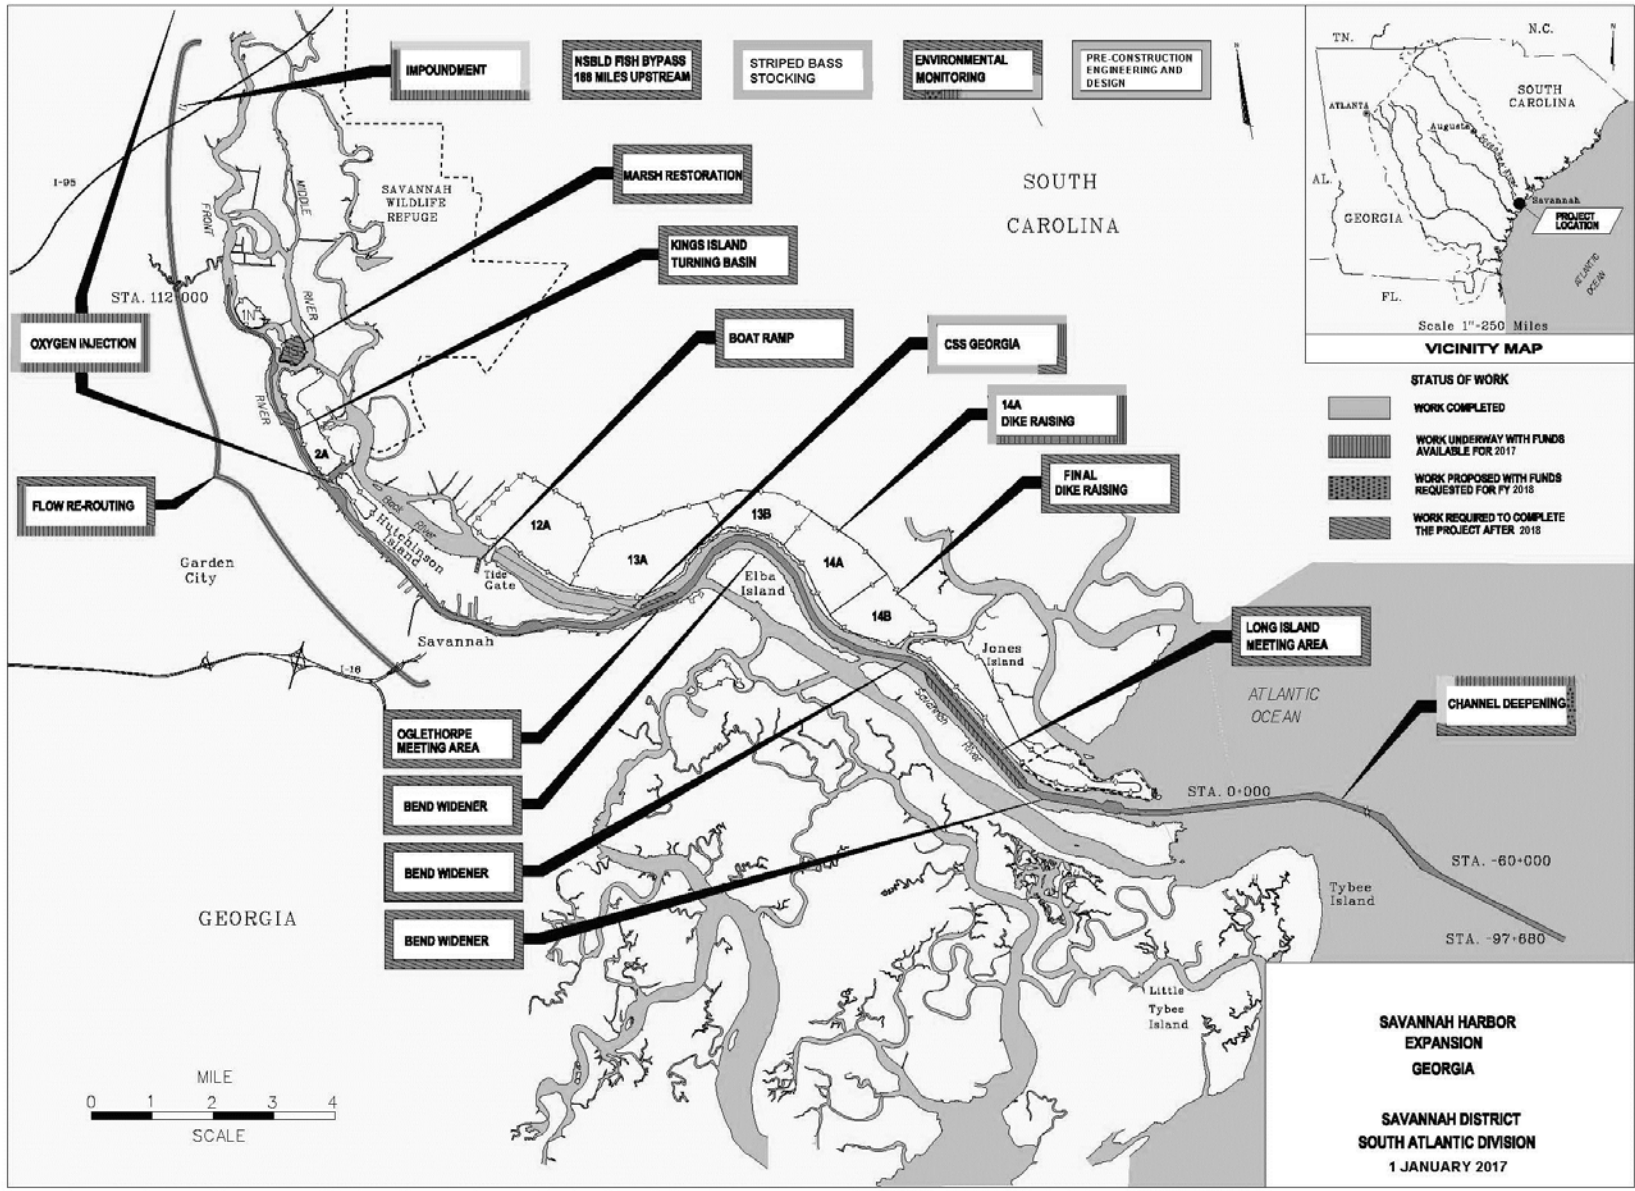 IMPOUNDMENT
NSBLD FISH BYPASS
188 MILES UPSTREAM
STRIPED BASS
STOCKING
ENVIRONMENTAL
MONITORING
PRE-CONSTRUCTION
ENGINEERING AND
DESIGN
N
TN.
N.C.
N
SOUTH
CAROLINA
ATLANTA
Augusta
AL.
GEORGIA
Savannah
PROJECT
LOCATION
ATLANTIC
OCEAN
FL.
Scale 1"-250 Miles
VICINITY MAP
I-95
FRONT
MIDDLE
SAVANNAH
WILDLIFE
REFUGE
MARSH RESTORATION
SOUTH
CAROLINA
KINGS ISLAND
TURNING BASIN
STA. 112+000
RIVER
1N
OXYGEN INJECTION
BOAT RAMP
CSS GEORGIA
RIVER
14A
DIKE RAISING
STATUS OF WORK
WORK COMPLETED
WORK UNDERWAY WITH FUNDS
AVAILABLE FOR 2017
WORK PROPOSED WITH FUNDS
REQUESTED FOR FY 2018
WORK REQUIRED TO COMPLETE
THE PROJECT AFTER 2018
2A
FINAL
DIKE RAISING
FLOW RE-ROUTING
Back River
Hutchinson
Island
12A
13A
13B
14A
14B
Garden
City
Tide
Gate
Elba
Island
Savannah
I-16
Jones
Island
LONG ISLAND
MEETING AREA
ATLANTIC
OCEAN
Savannah River
CHANNEL DEEPENING
OGLETHORPE
MEETING AREA
BEND WIDENER
BEND WIDENER
BEND WIDENER
STA. 0+000
STA. -60+000
Tybee
Island
STA. -97+680
GEORGIA
Little
Tybee
Island
MILE
0 1 2 3 4
SCALE
SAVANNAH HARBOR
EXPANSION
GEORGIA
SAVANNAH DISTRICT
SOUTH ATLANTIC DIVISION
1 JANUARY 2017